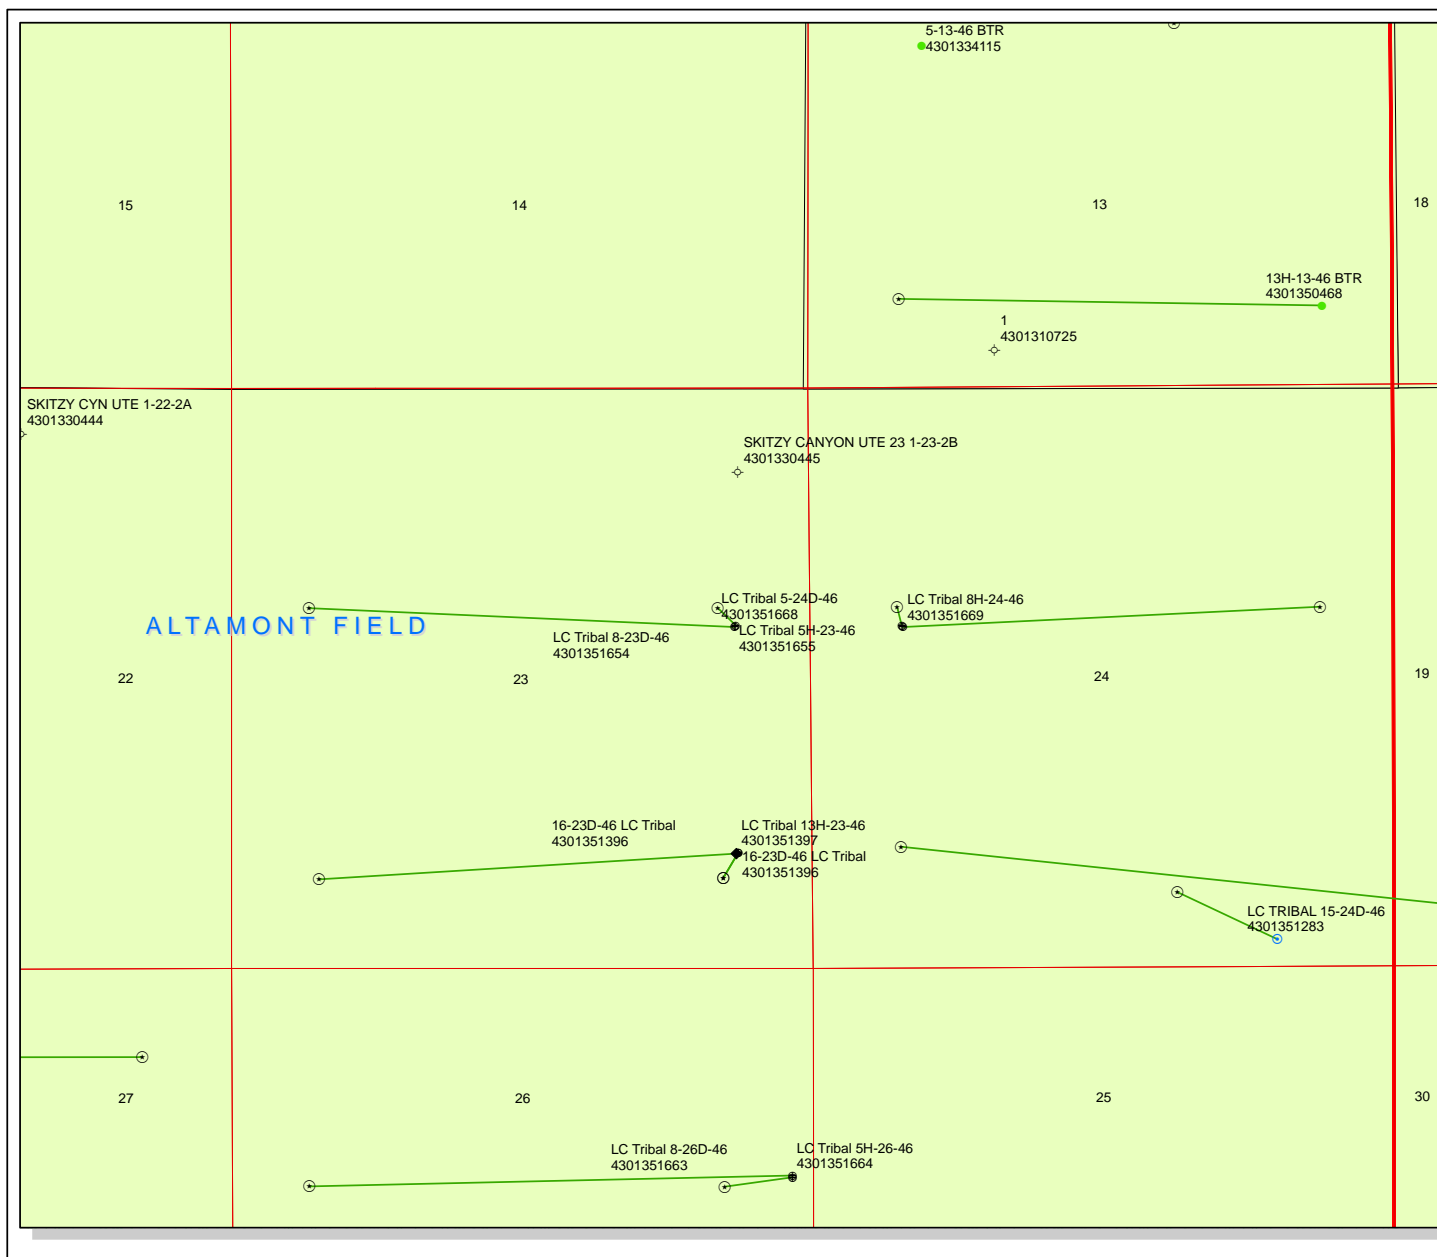 5-13-46 BTR
4301334115
15
14
13
18
13H-13-46 BTR
4301350468
1
4301310725
SKITZY CYN UTE 1-22-2A
4301330444
SKITZY CANYON UTE 23 1-23-2B
4301330445
LC Tribal 5-24D-46
4301351668
LC Tribal 8H-24-46
4301351669
ALTAMONT FIELD
LC Tribal 8-23D-46
4301351654
LC Tribal 5H-23-46
4301351655
22
23
24
19
16-23D-46 LC Tribal
4301351396
LC Tribal 13H-23-46
4301351397
16-23D-46 LC Tribal
4301351396
LC TRIBAL 15-24D-46
4301351283
27
26
25
30
LC Tribal 8-26D-46
4301351663
LC Tribal 5H-26-46
4301351664